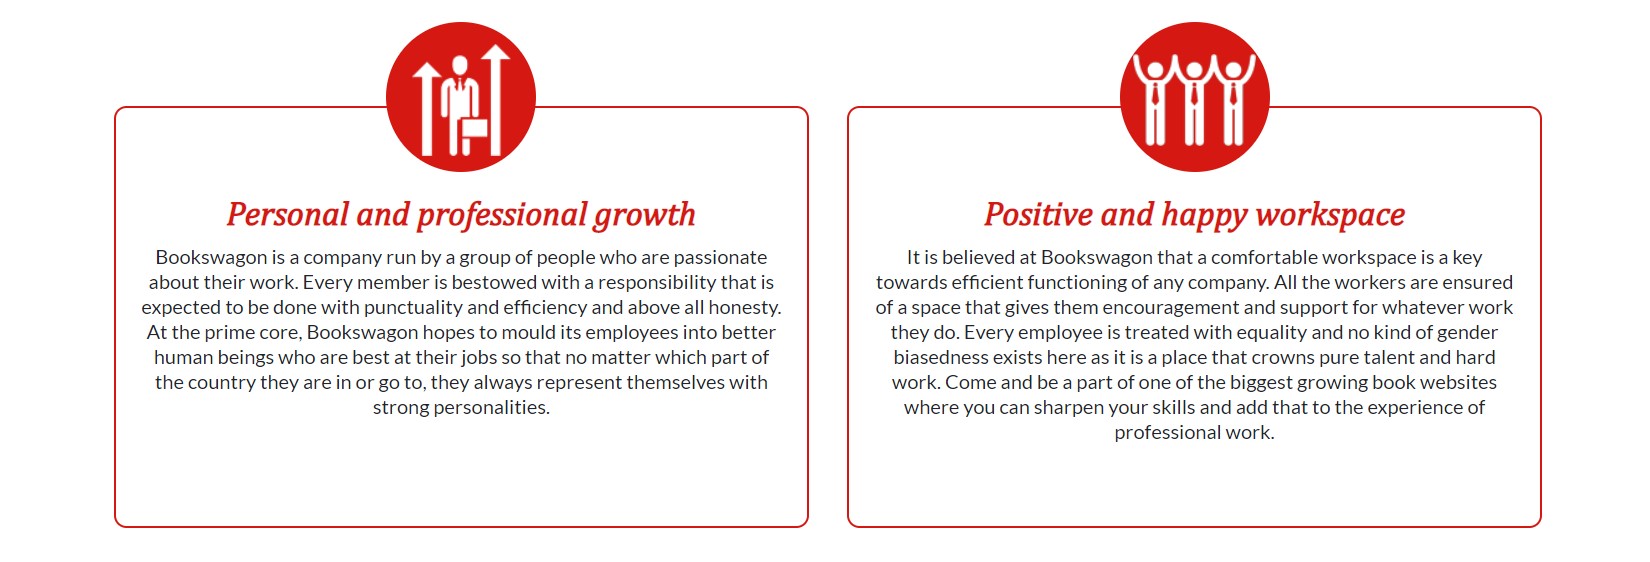 Personal and professional growth
Bookswagon is a company run by a group of people who are passionate
about their work. Every member is bestowed with a responsibility that is
expected to be done with punctuality and efficiency and above all honesty.
At the prime core, Bookswagon hopes to mould its employees into better
human beings who are best at their jobs so that no matter which part of
the country they are in or go to, they always represent themselves with
strong personalities.
Positive and happy workspace
It is believed at Bookswagon that a comfortable workspace is a key
towards efficient functioning of any company. All the workers are ensured
of a space that gives them encouragement and support for whatever work
they do. Every employee is treated with equality and no kind of gender
biasedness exists here as it is a place that crowns pure talent and hard
work. Come and be a part of one of the biggest growing book websites
where you can sharpen your skills and add that to the experience of
professional work.